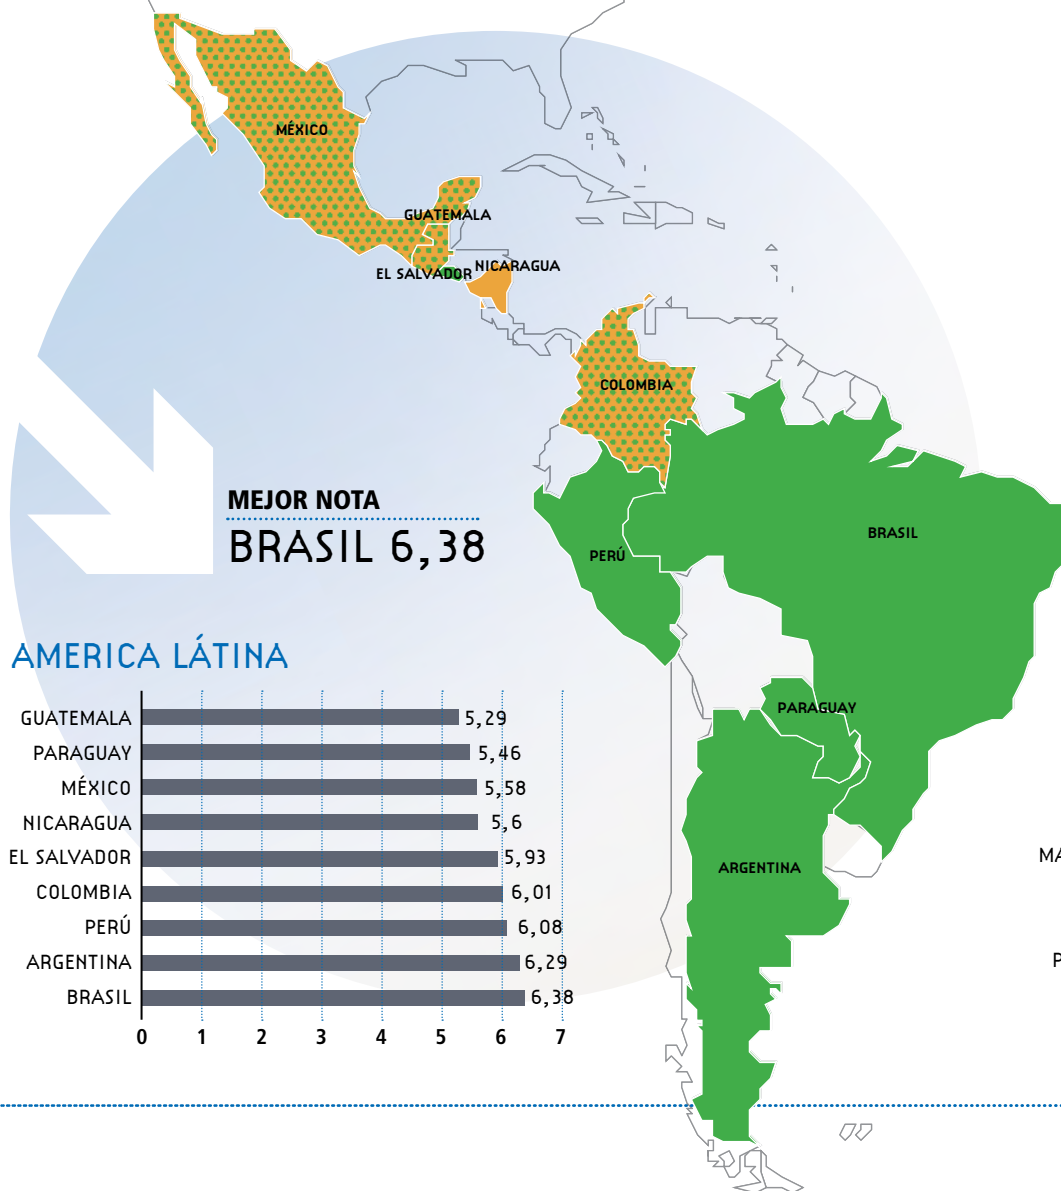 MÉXICO
GUATEMALA
EL SALVADOR
NICARAGUA
COLOMBIA
BRASIL
PERÚ
PARAGUAY
ARGENTINA
MEJOR NOTA
BRASIL 6,38
AMERICA LÁTINA
GUATEMALA 5,29
PARAGUAY 5,46
MÉXICO 5,58
NICARAGUA 5,6
EL SALVADOR 5,93
COLOMBIA 6,01
PERÚ 6,08
ARGENTINA 6,29
BRASIL 6,38
0 1 2 3 4 5 6 7
MA
P